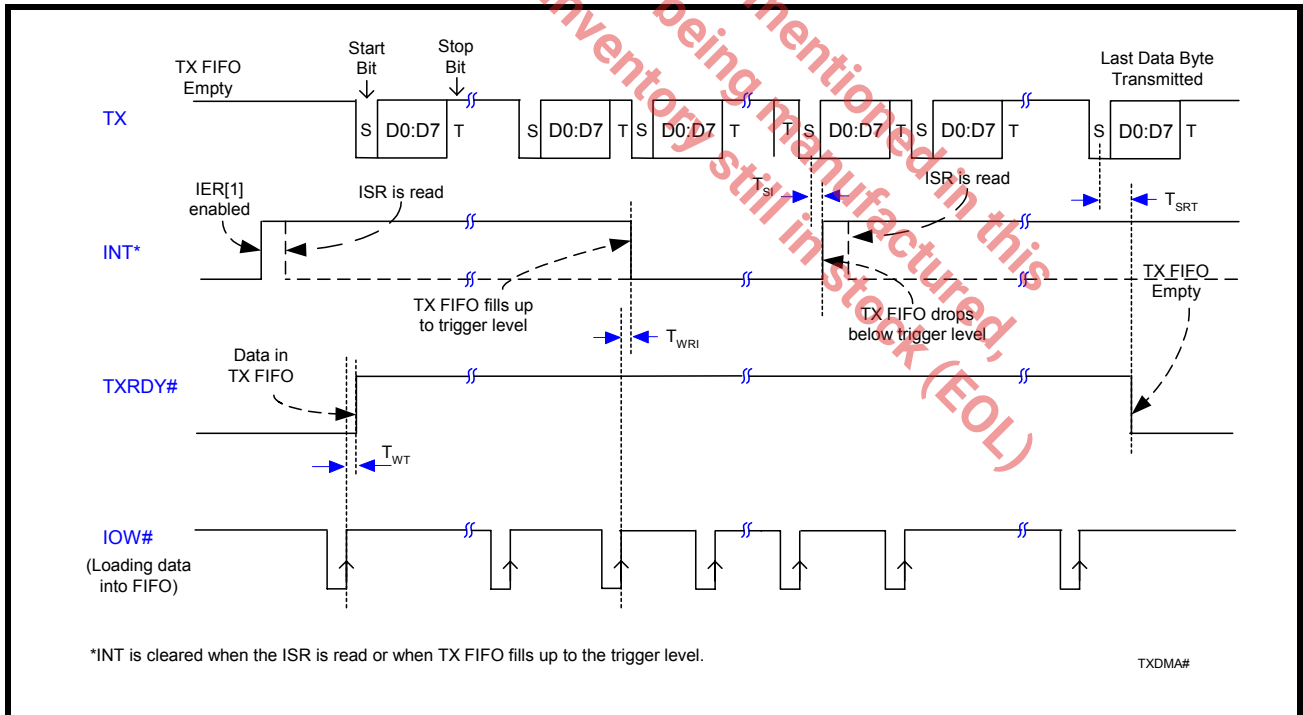 mentioned in this
being manufactured,
inventory still in stock (EOL)
TX FIFO
Empty
Start
Bit
Stop
Bit
Last Data Byte
Transmitted
TX
S D0:D7 T
S D0:D7 T
S D0:D7 T
T S D0:D7 T
S D0:D7 T
S D0:D7 T
IER[1]
enabled
ISR is read
TSI
ISR is read
TSRT
INT*
TX FIFO fills up
to trigger level
TX FIFO drops
below trigger level
TX FIFO
Empty
TWRI
Data in
TX FIFO
TXRDY#
TWT
IOW#
(Loading data
into FIFO)
*INT is cleared when the ISR is read or when TX FIFO fills up to the trigger level.
TXDMA#